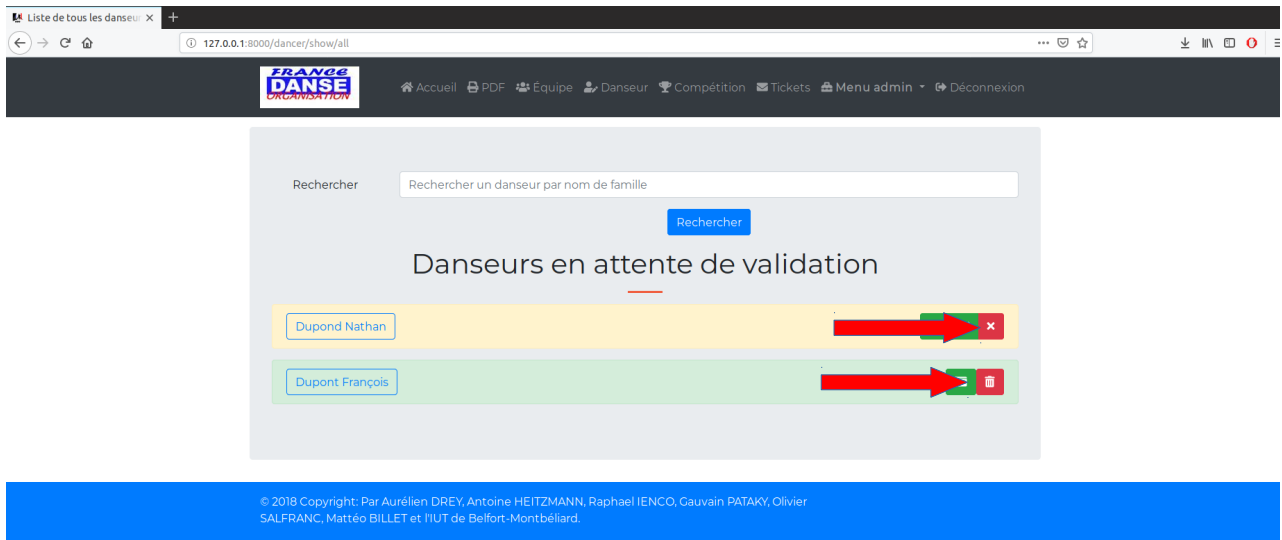 Liste de tous les danseur
127.0.0.1:8000/dancer/show/all
FRANCE
DANSE
ORGANISATION
Accueil PDF Équipe Danseur Compétition Tickets Menu admin Déconnexion
Rechercher Rechercher un danseur par nom de famille
Rechercher
Danseurs en attente de validation
Dupond Nathan
Dupont François
© 2018 Copyright: Par Aurélien DREY, Antoine HEITZMANN, Raphael IENCO, Gauvain PATAKY, Olivier
SALFRANC, Mattéo BILLET et l'IUT de Belfort-Montbéliard.